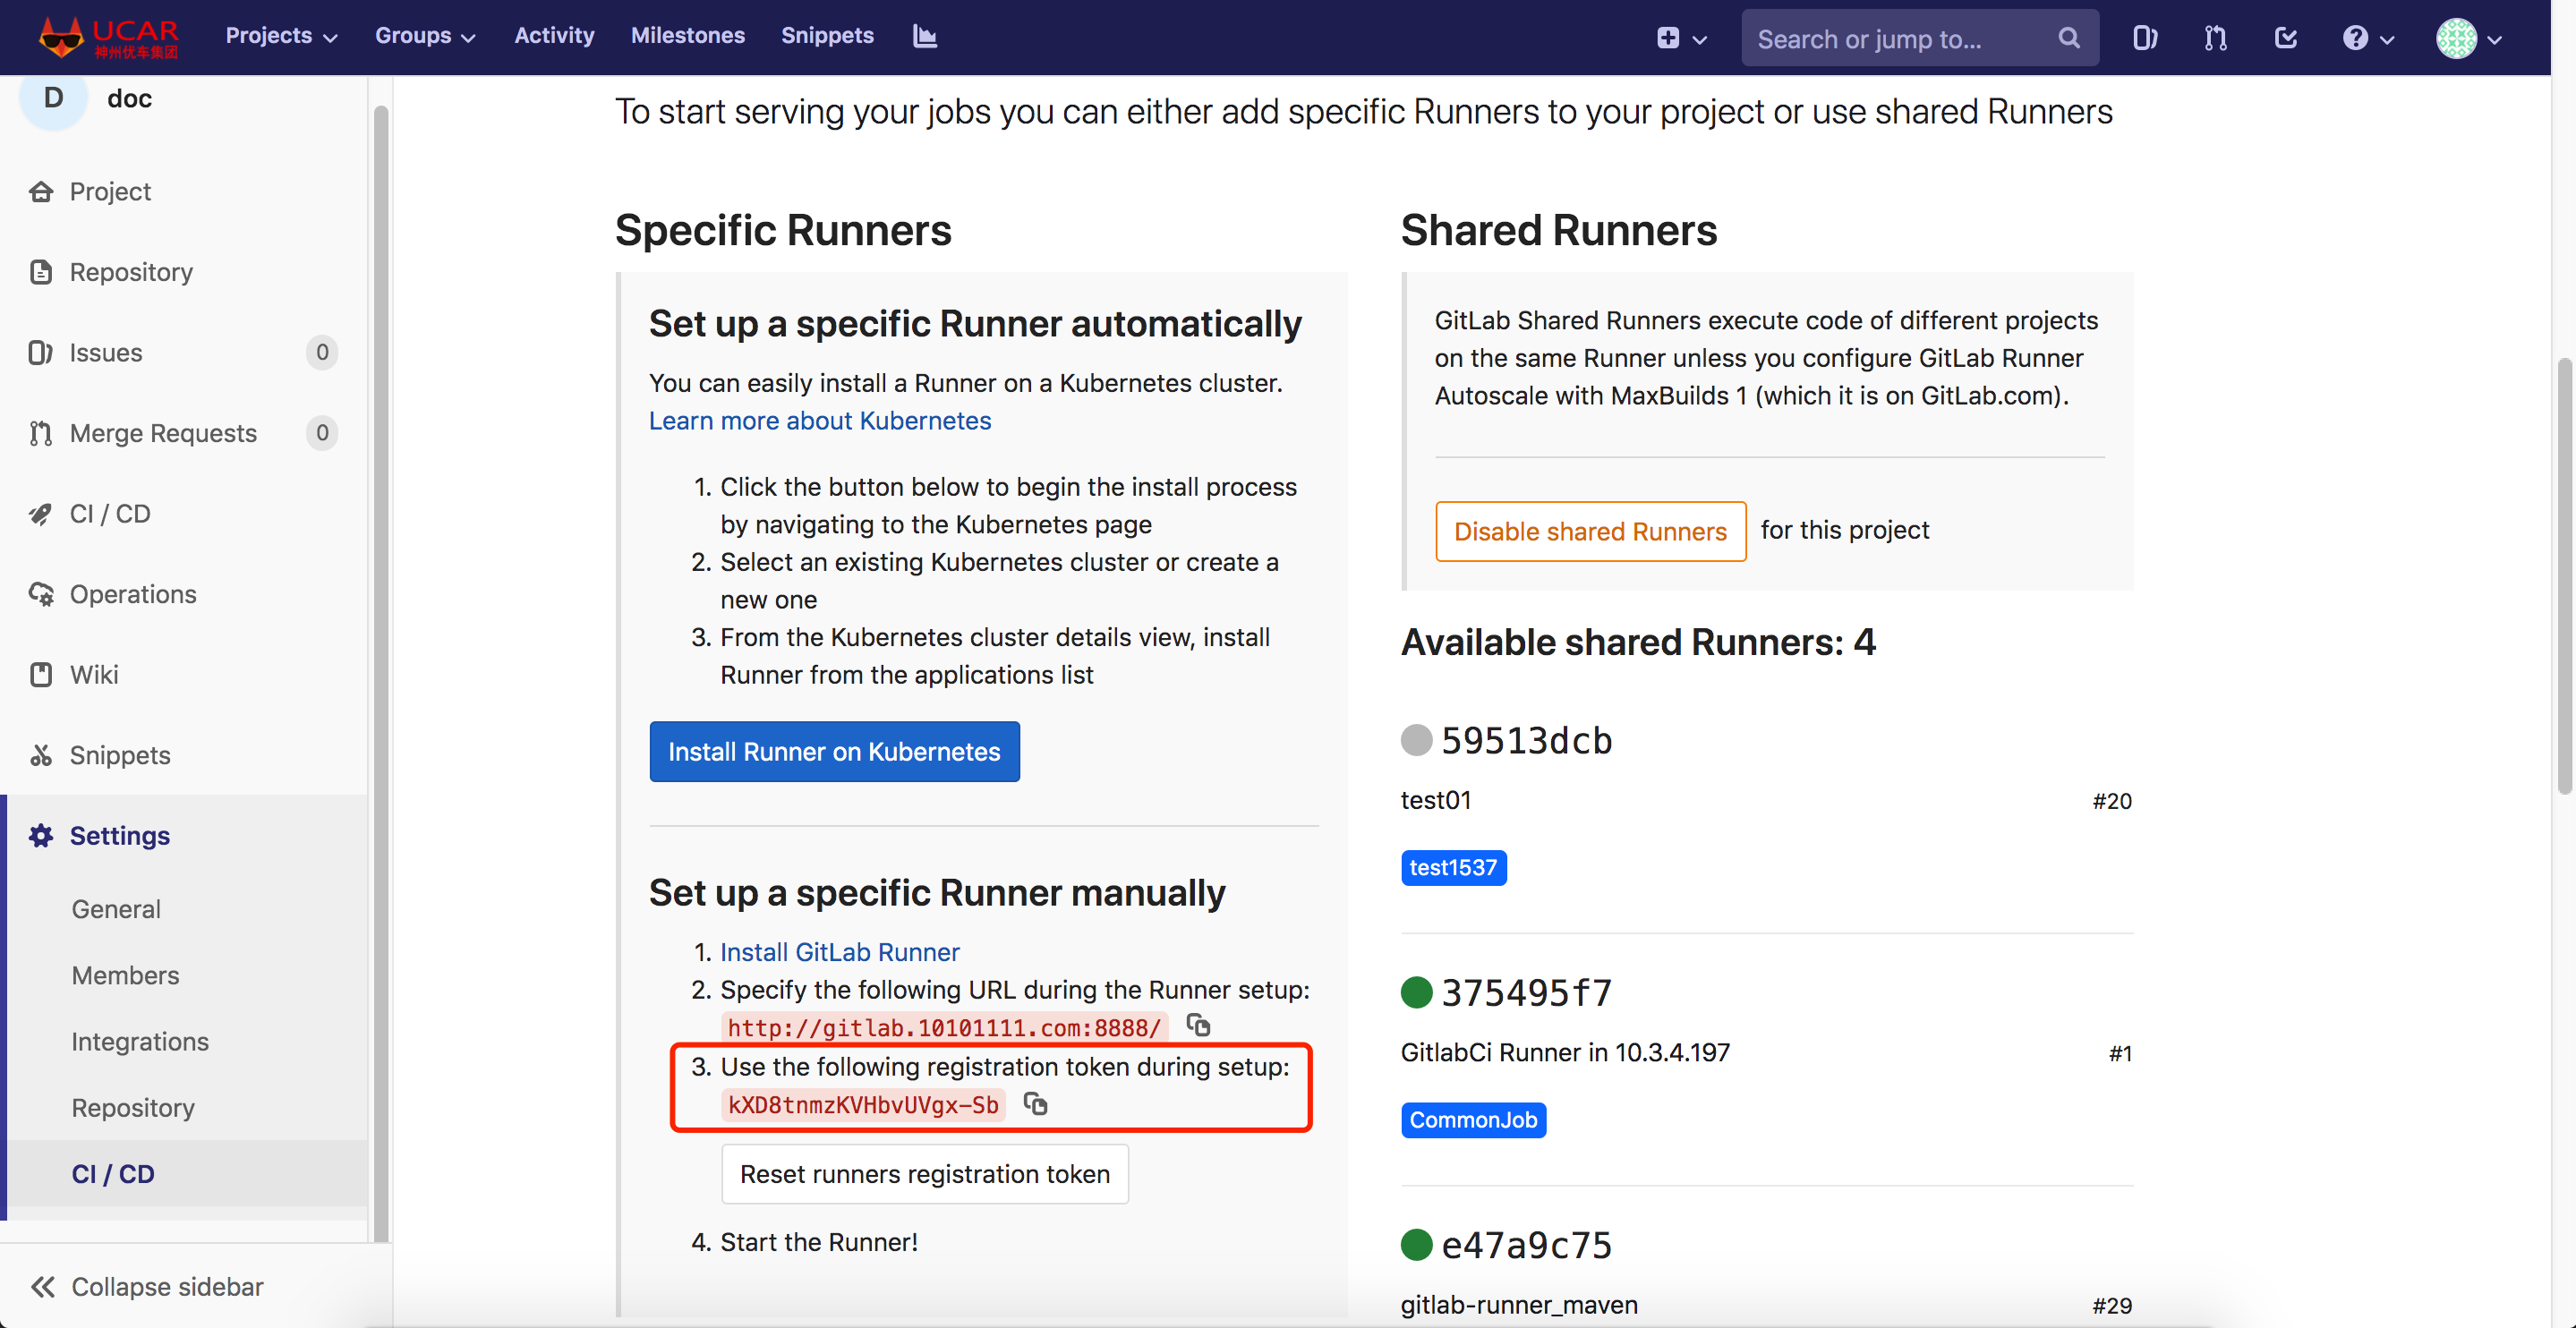 UCAR
神州优车集团
Projects
Groups
Activity
Milestones
Snippets
Search or jump to...
D
doc
Project
Repository
Issues
0
Merge Requests
0
CI / CD
Operations
Wiki
Snippets
Settings
General
Members
Integrations
Repository
CI / CD
Collapse sidebar
To start serving your jobs you can either add specific Runners to your project or use shared Runners
Specific Runners
Set up a specific Runner automatically
You can easily install a Runner on a Kubernetes cluster.
Learn more about Kubernetes
1. Click the button below to begin the install process
by navigating to the Kubernetes page
2. Select an existing Kubernetes cluster or create a
new one
3. From the Kubernetes cluster details view, install
Runner from the applications list
Install Runner on Kubernetes
Set up a specific Runner manually
1. Install GitLab Runner
2. Specify the following URL during the Runner setup:
http://gitlab.10101111.com:8888/
3. Use the following registration token during setup:
kXD8tnmzKVHbvUVgx-Sb
Reset runners registration token
4. Start the Runner!
Shared Runners
GitLab Shared Runners execute code of different projects
on the same Runner unless you configure GitLab Runner
Autoscale with MaxBuilds 1 (which it is on GitLab.com).
Disable shared Runners for this project
Available shared Runners: 4
59513dcb
test01 #20
test1537
375495f7
GitlabCi Runner in 10.3.4.197 #1
CommonJob
e47a9c75
gitlab-runner_maven #29